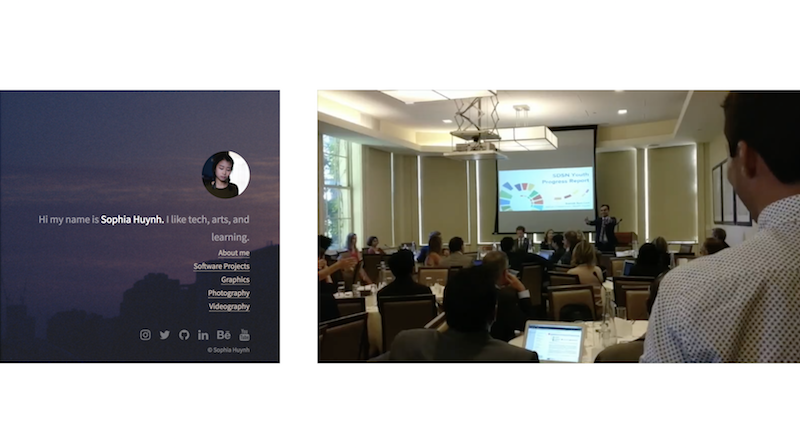 Hi my name is Sophia Huynh. I like tech, arts, and
learning.
About me
Software Projects
Graphics
Photography
Videography
© Sophia Huynh
SDSN Youth
Progress Report